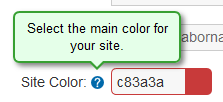 Select the main color for
your site.
Site Color: ?
c83a3a